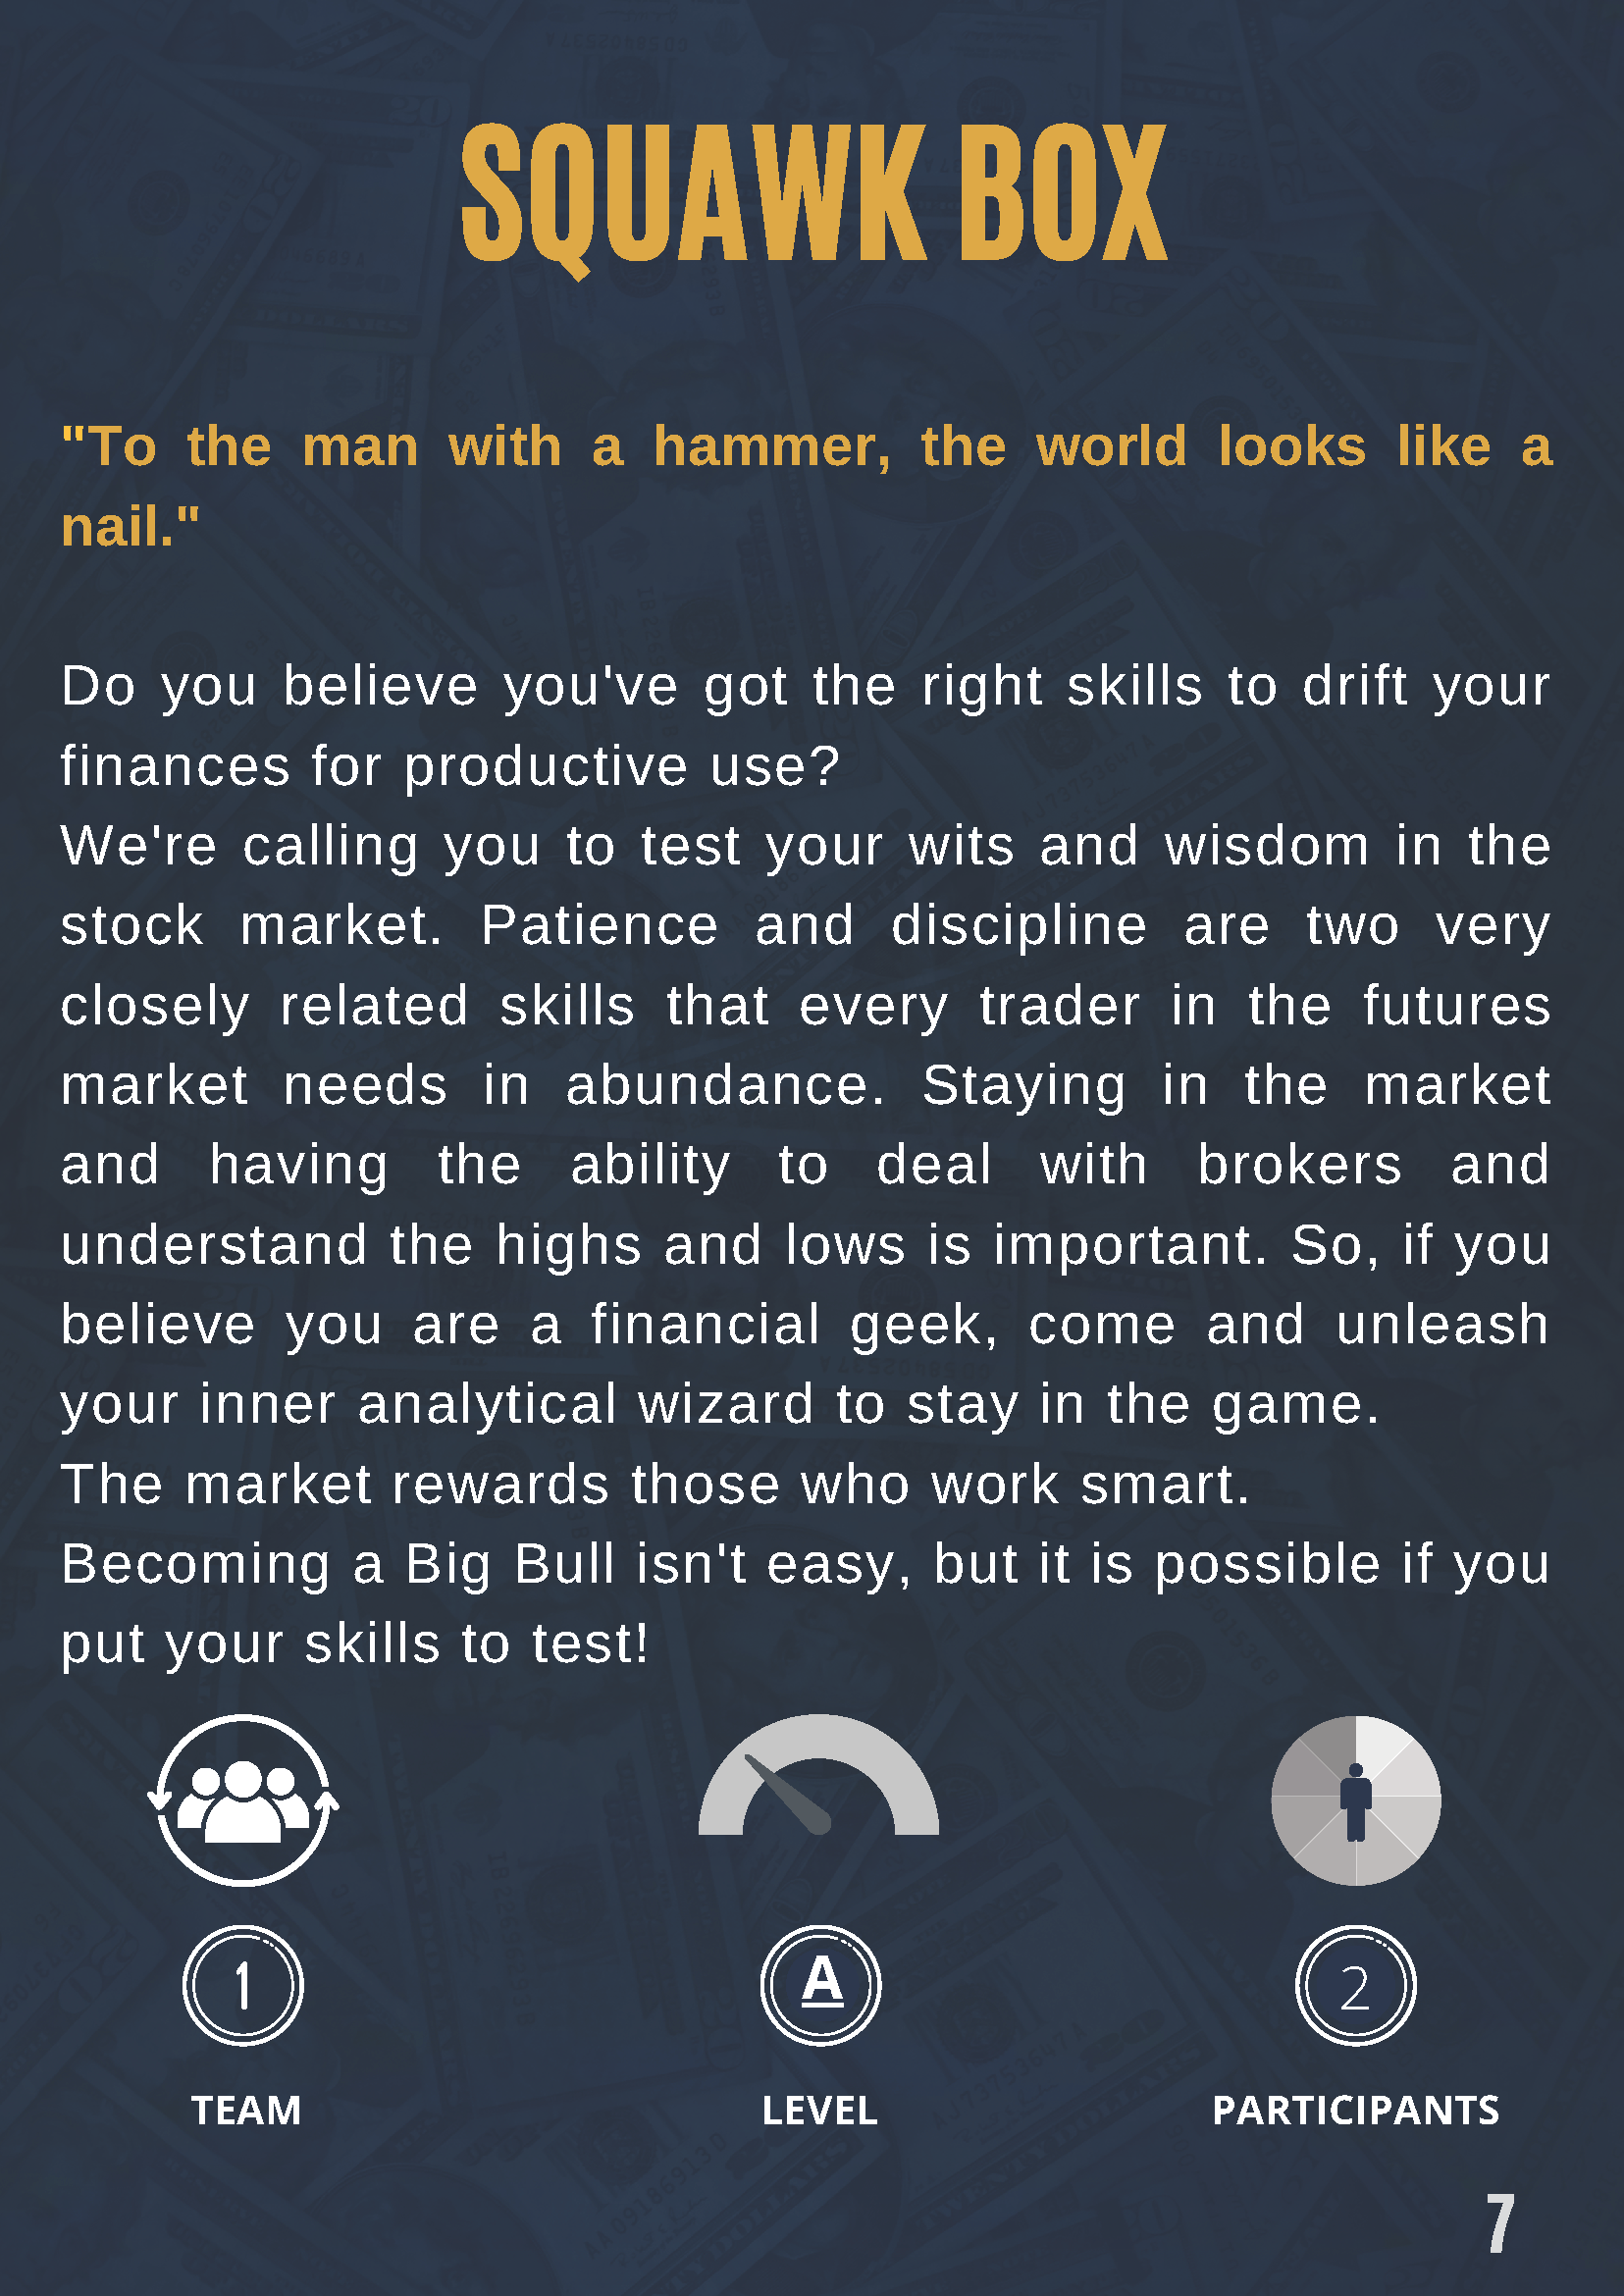 SQUAWK BOX
"To the man with a hammer, the world looks like a
nail."
Do you believe you've got the right skills to drift your
finances for productive use?
We're calling you to test your wits and wisdom in the
stock market. Patience and discipline are two very
closely related skills that every trader in the futures
market needs in abundance. Staying in the market
and having the ability to deal with brokers and
understand the highs and lows is important. So, if you
believe you are a financial geek, come and unleash
your inner analytical wizard to stay in the game.
The market rewards those who work smart.
Becoming a Big Bull isn't easy, but it is possible if you
put your skills to test!
1 A 2
TEAM LEVEL PARTICIPANTS
7